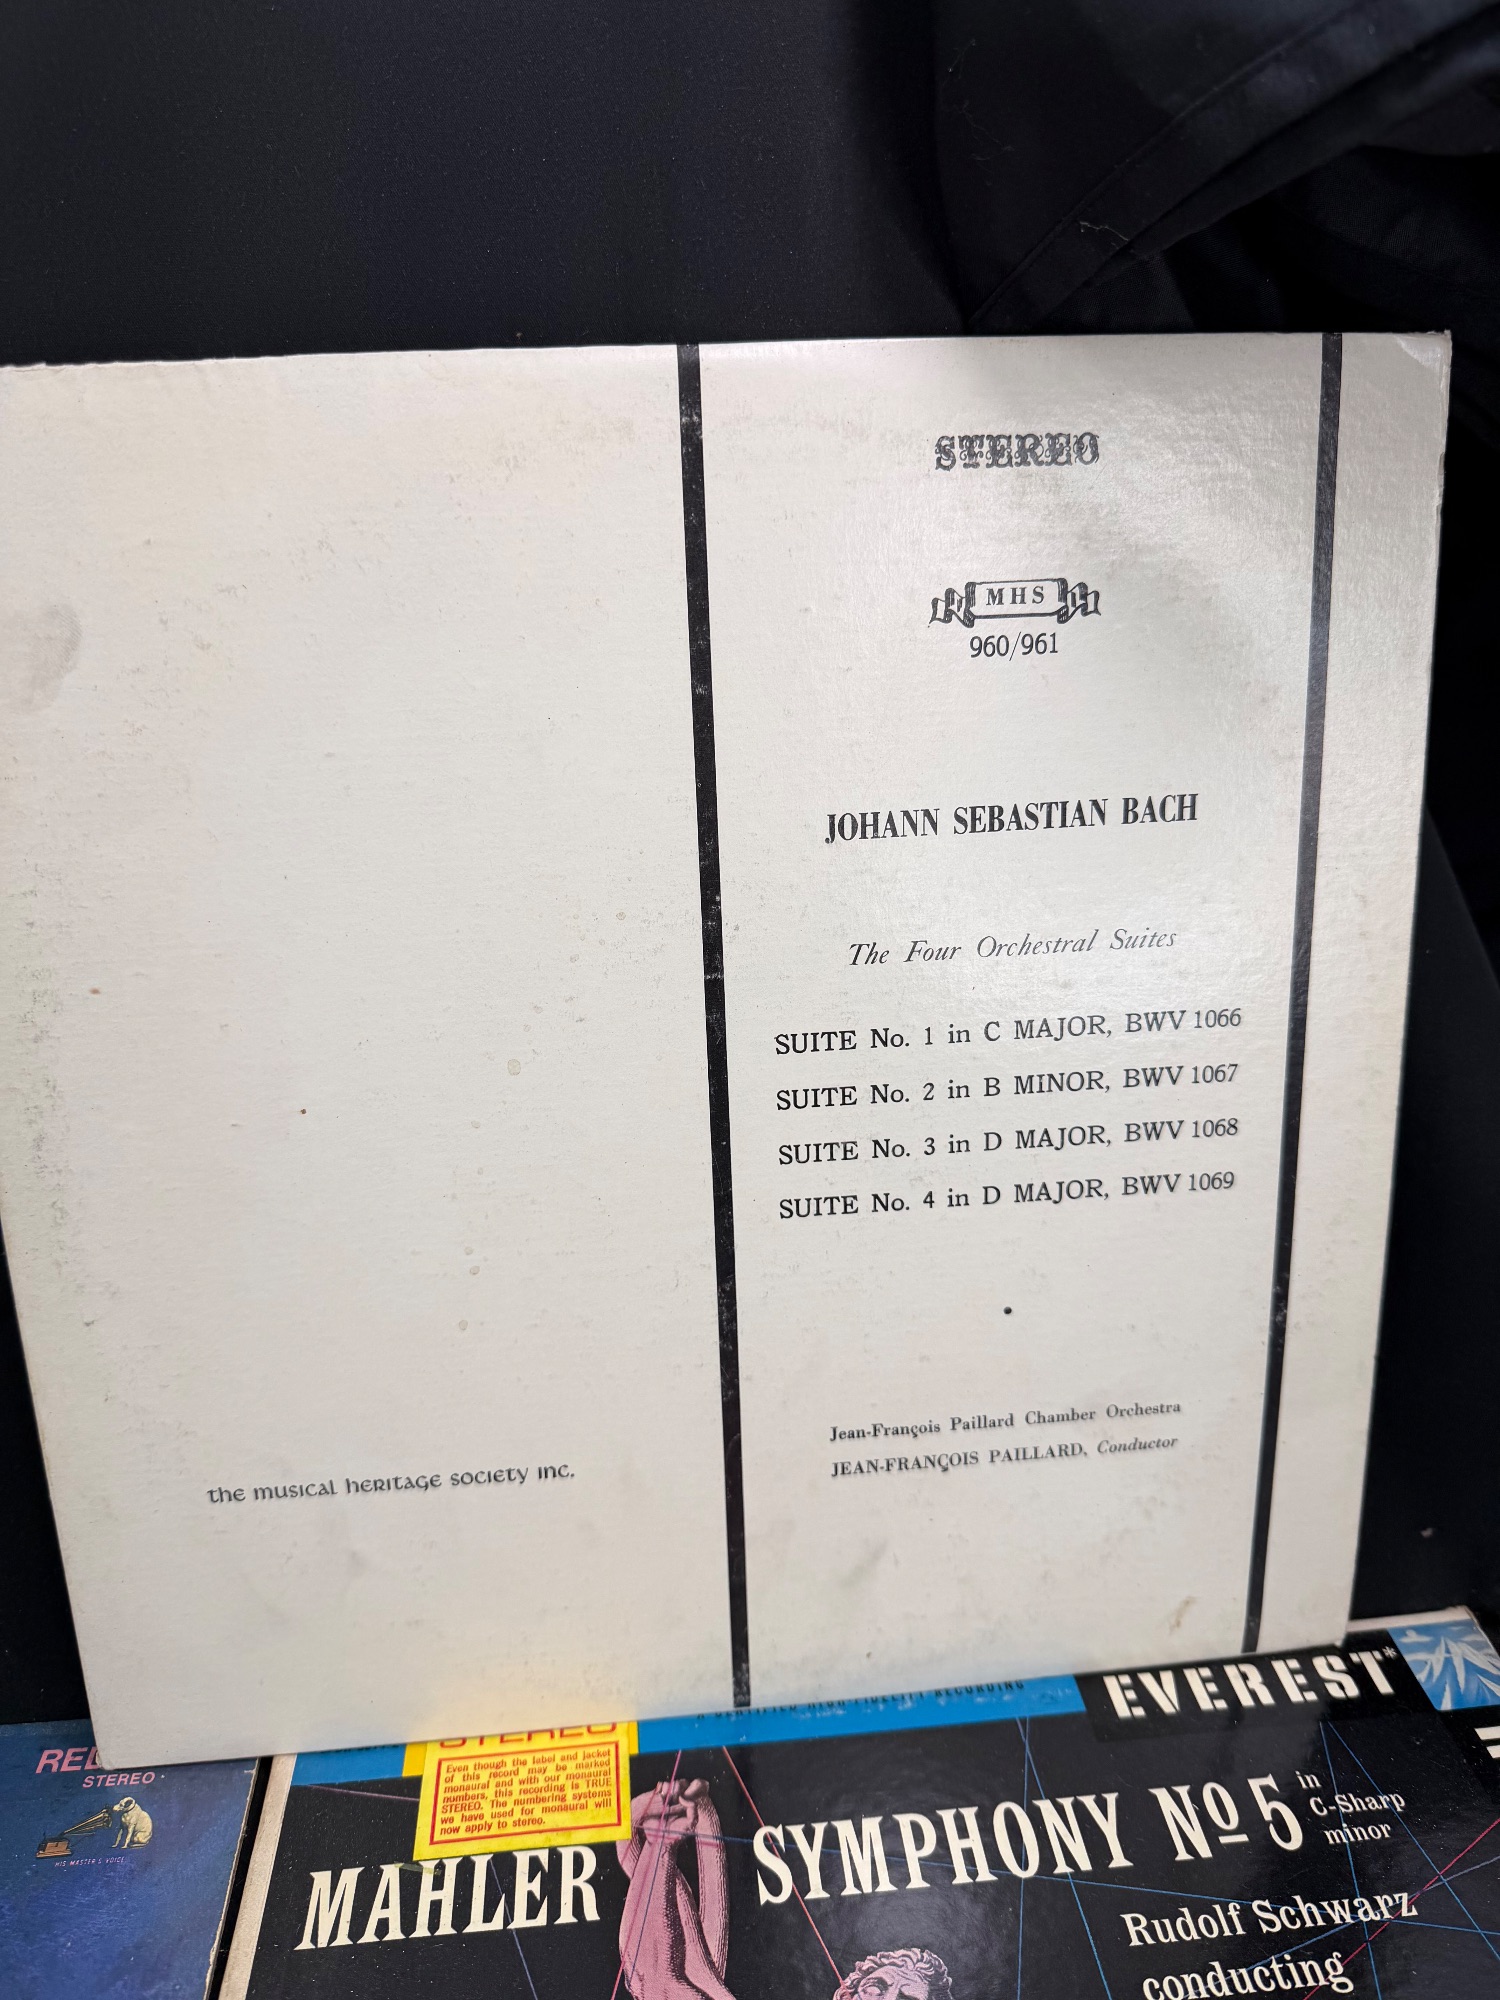 STEREO
MHS
960/961
JOHANN SEBASTIAN BACH
The Four Orchestral Suites
SUITE No. 1 in C MAJOR, BWV 1066
SUITE No. 2 in B MINOR, BWV 1067
SUITE No. 3 in D MAJOR, BWV 1068
SUITE No. 4 in D MAJOR, BWV 1069
Jean-François Paillard Chamber Orchestra
JEAN-FRANÇOIS PAILLARD, Conductor
the musical heritage society inc.
RED
STEREO
HIS MASTER'S VOICE
STEREO
Even though the label and jacket
of this record may be marked
monaural and with our monaural
numbers, this recording is TRUE
STEREO. The numbering systems
we have used for monaural will
now apply to stereo.
RECORDING
EVEREST*
MAHLER
SYMPHONY No 5
in
C-Sharp
minor
Rudolf Schwarz
conducting